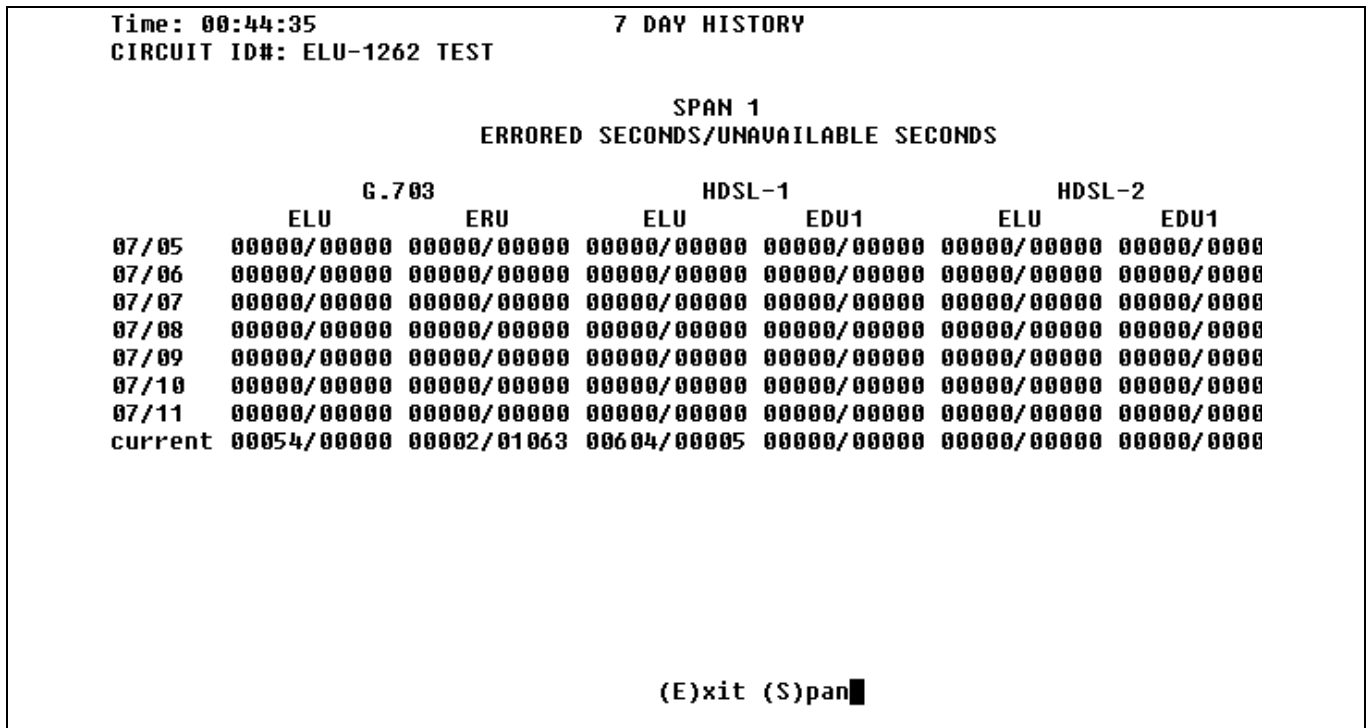 Time: 00:44:35 7 DAY HISTORY
CIRCUIT ID#: ELU-1262 TEST
SPAN 1
ERRORED SECONDS/UNAVAILABLE SECONDS
G.703 HDSL-1 HDSL-2
ELU ERU ELU EDU1 ELU EDU1
07/05 00000/00000 00000/00000 00000/00000 00000/00000 00000/00000 00000/0000
07/06 00000/00000 00000/00000 00000/00000 00000/00000 00000/00000 00000/0000
07/07 00000/00000 00000/00000 00000/00000 00000/00000 00000/00000 00000/0000
07/08 00000/00000 00000/00000 00000/00000 00000/00000 00000/00000 00000/0000
07/09 00000/00000 00000/00000 00000/00000 00000/00000 00000/00000 00000/0000
07/10 00000/00000 00000/00000 00000/00000 00000/00000 00000/00000 00000/0000
07/11 00000/00000 00000/00000 00000/00000 00000/00000 00000/00000 00000/0000
current 00054/00000 00002/01063 00604/00005 00000/00000 00000/00000 00000/0000
(E)xit (S)pan